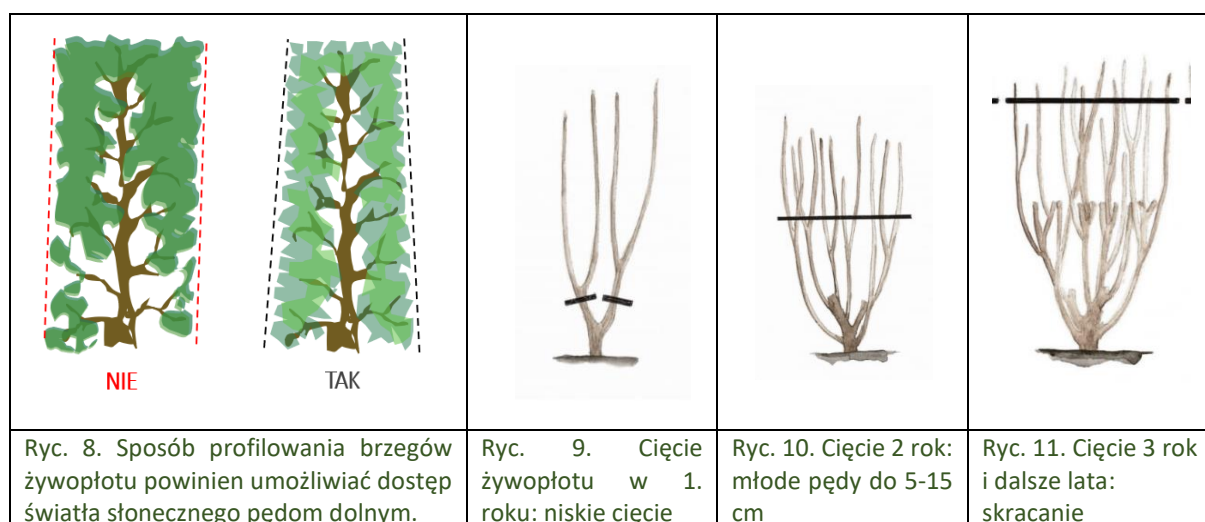 NIE
TAK
Ryc. 8. Sposób profilowania brzegów
żywopłotu powinien umożliwiać dostęp
światła słonecznego pędom dolnym.
Ryc. 9. Cięcie
żywopłotu w 1.
roku: niskie cięcie
Ryc. 10. Cięcie 2 rok:
młode pędy do 5-15
cm
Ryc. 11. Cięcie 3 rok
i dalsze lata:
skracanie